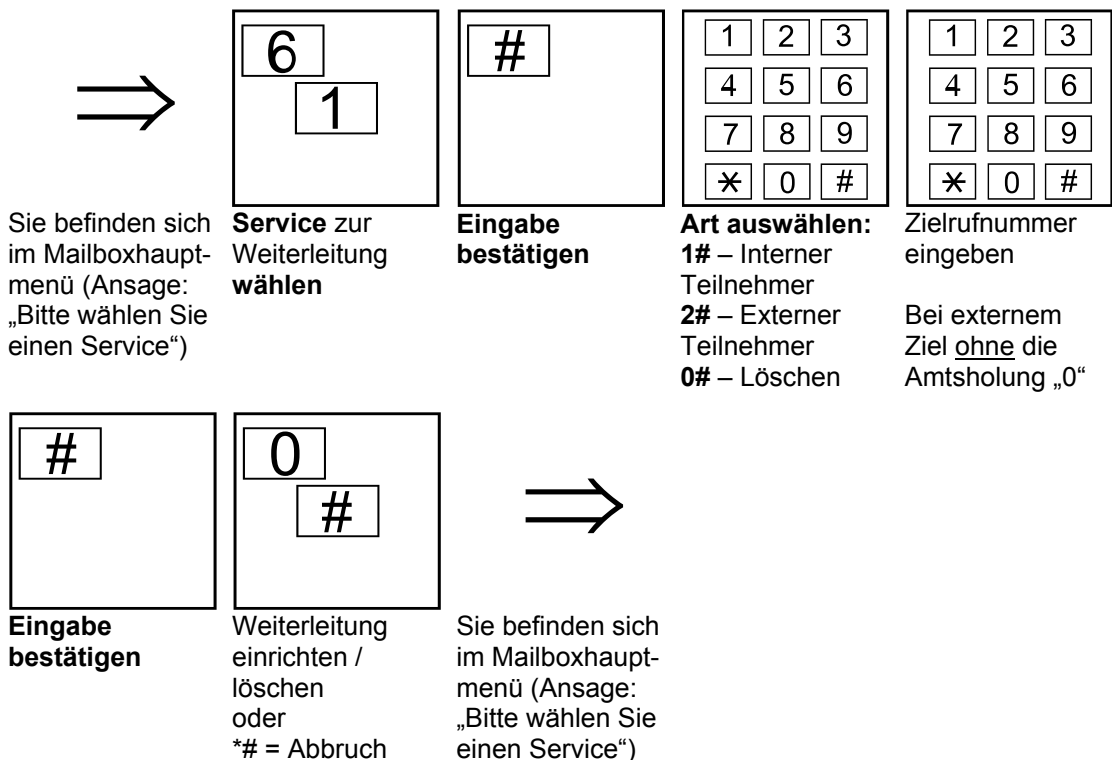 6
1
#
1 2 3
4 5 6
7 8 9
* 0 #
1 2 3
4 5 6
7 8 9
* 0 #
Sie befinden sich
im Mailboxhaupt-
menü (Ansage:
„Bitte wählen Sie
einen Service“)
Service zur
Weiterleitung
wählen
Eingabe
bestätigen
Art auswählen:
1# – Interner
Teilnehmer
2# – Externer
Teilnehmer
0# – Löschen
Zielrufnummer
eingeben
Bei externem
Ziel ohne die
Amtsholung „0“
#
0
#
Eingabe
bestätigen
Weiterleitung
einrichten /
löschen
oder
*# = Abbruch
Sie befinden sich
im Mailboxhaupt-
menü (Ansage:
„Bitte wählen Sie
einen Service“)